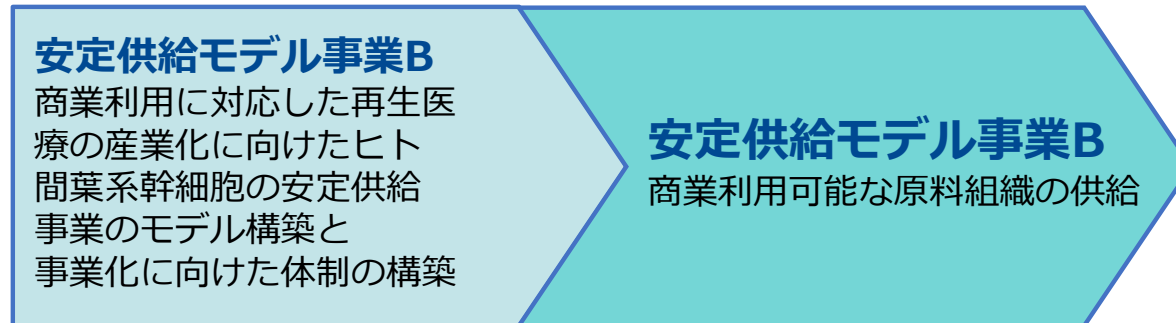 安定供給モデル事業B
商業利用に対応した再生医
療の産業化に向けたヒト
間葉系幹細胞の安定供給
事業のモデル構築と
事業化に向けた体制の構築
安定供給モデル事業B
商業利用可能な原料組織の供給